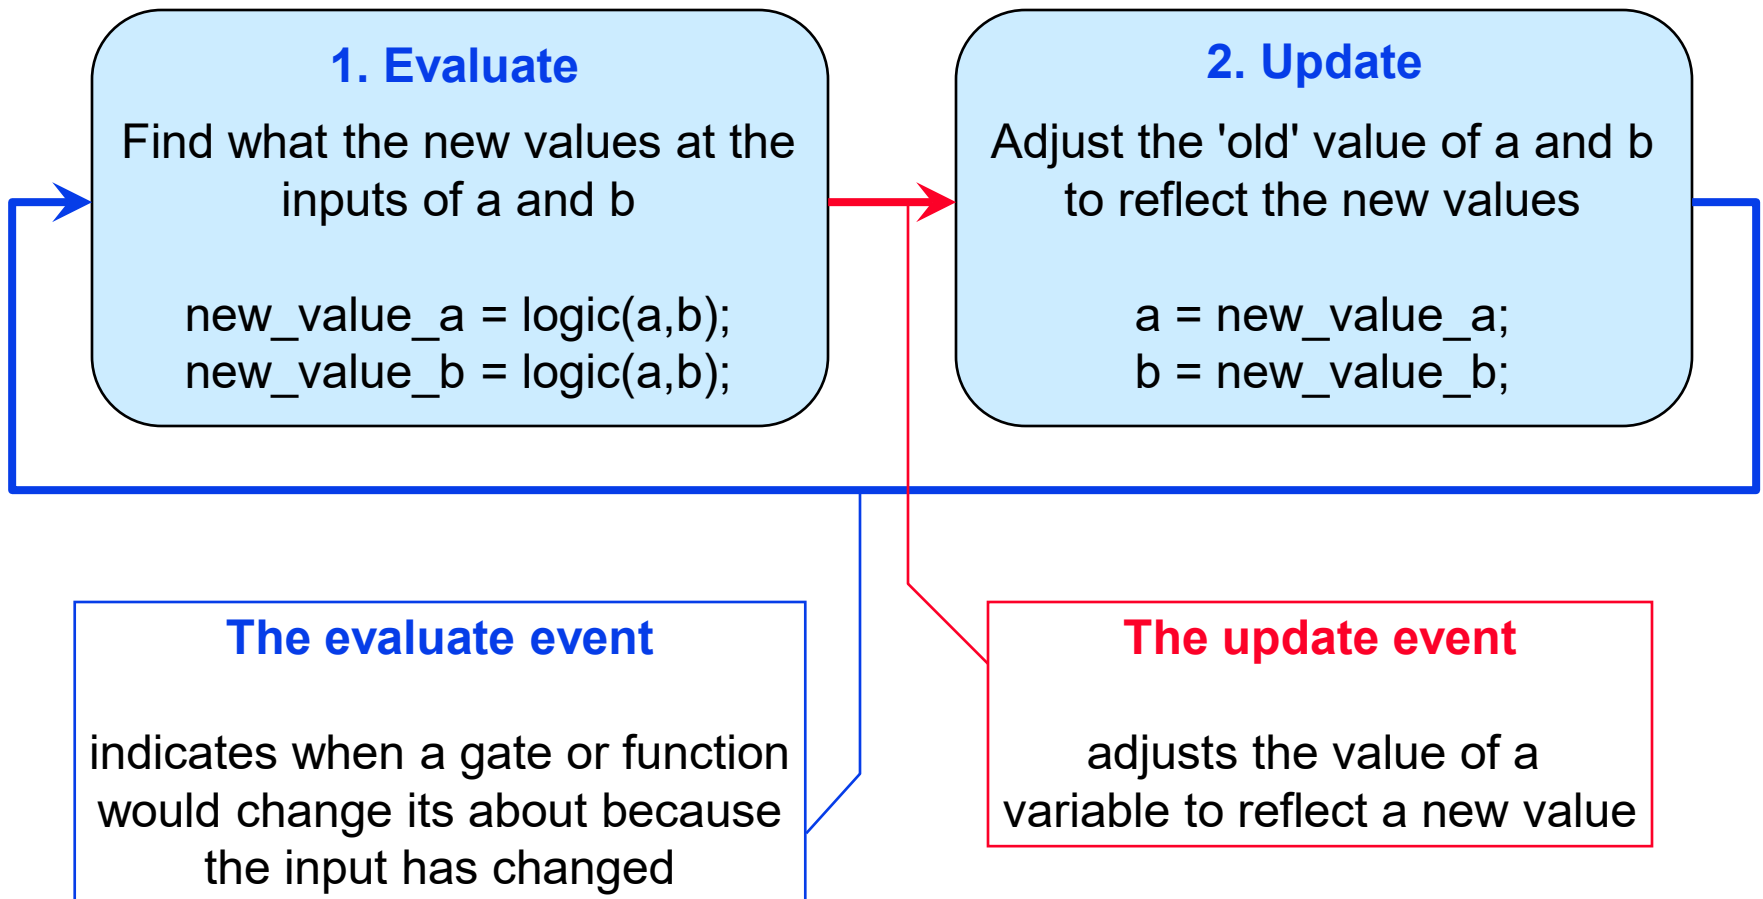 1. Evaluate
Find what the new values at the
inputs of a and b
new_value_a = logic(a,b);
new_value_b = logic(a,b);
2. Update
Adjust the 'old' value of a and b
to reflect the new values
a = new_value_a;
b = new_value_b;
The evaluate event
indicates when a gate or function
would change its about because
the input has changed
The update event
adjusts the value of a
variable to reflect a new value